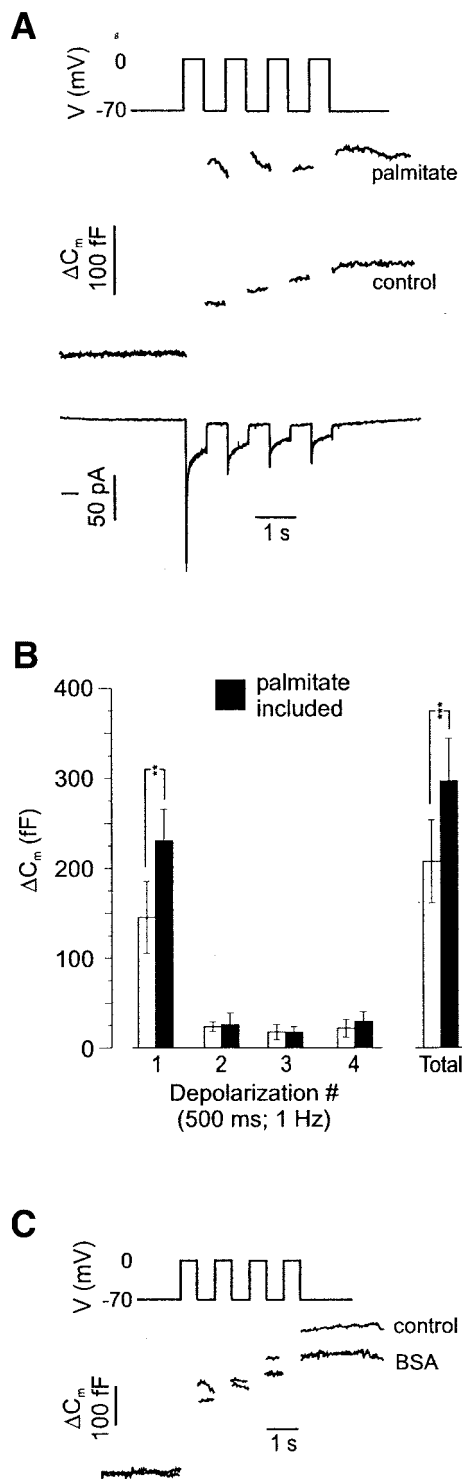 A
V (mV)
0
-70
palmitate
ΔCm
100 fF
control
I
50 pA
1 s
B
palmitate
included
ΔCm (fF)
400
300
200
100
0
**
***
1 2 3 4 Total
Depolarization #
(500 ms; 1 Hz)
C
V (mV)
0
-70
control
BSA
ΔCm
100 fF
1 s